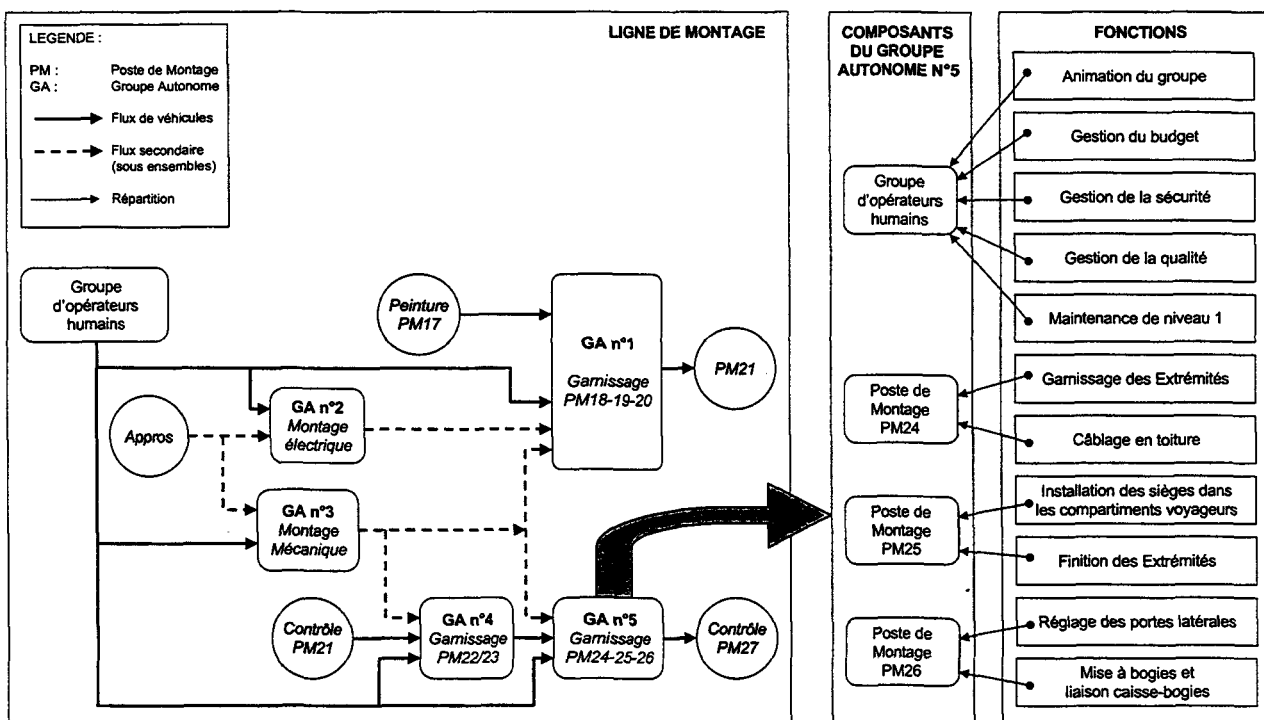 LEGENDE :
PM : Poste de Montage
GA : Groupe Autonome
Flux de véhicules
Flux secondaire
(sous ensembles)
Répartition
LIGNE DE MONTAGE
Groupe
d'opérateurs
humains
Peinture
PM17
GA n°1
Garnissage
PM18-19-20
PM21
Appros
GA n°2
Montage
électrique
GA n°3
Montage
Mécanique
Contrôle
PM21
GA n°4
Garnissage
PM22/23
GA n°5
Garnissage
PM24-25-26
Contrôle
PM27
COMPOSANTS
DU GROUPE
AUTONOME N°5
Groupe
d'opérateurs
humains
Poste de
Montage
PM24
Poste de
Montage
PM25
Poste de
Montage
PM26
FONCTIONS
Animation du groupe
Gestion du budget
Gestion de la sécurité
Gestion de la qualité
Maintenance de niveau 1
Garnissage des Extrémités
Câblage en toiture
Installation des sièges dans
les compartiments voyageurs
Finition des Extrémités
Réglage des portes latérales
Mise à bogies et
liaison caisse-bogies